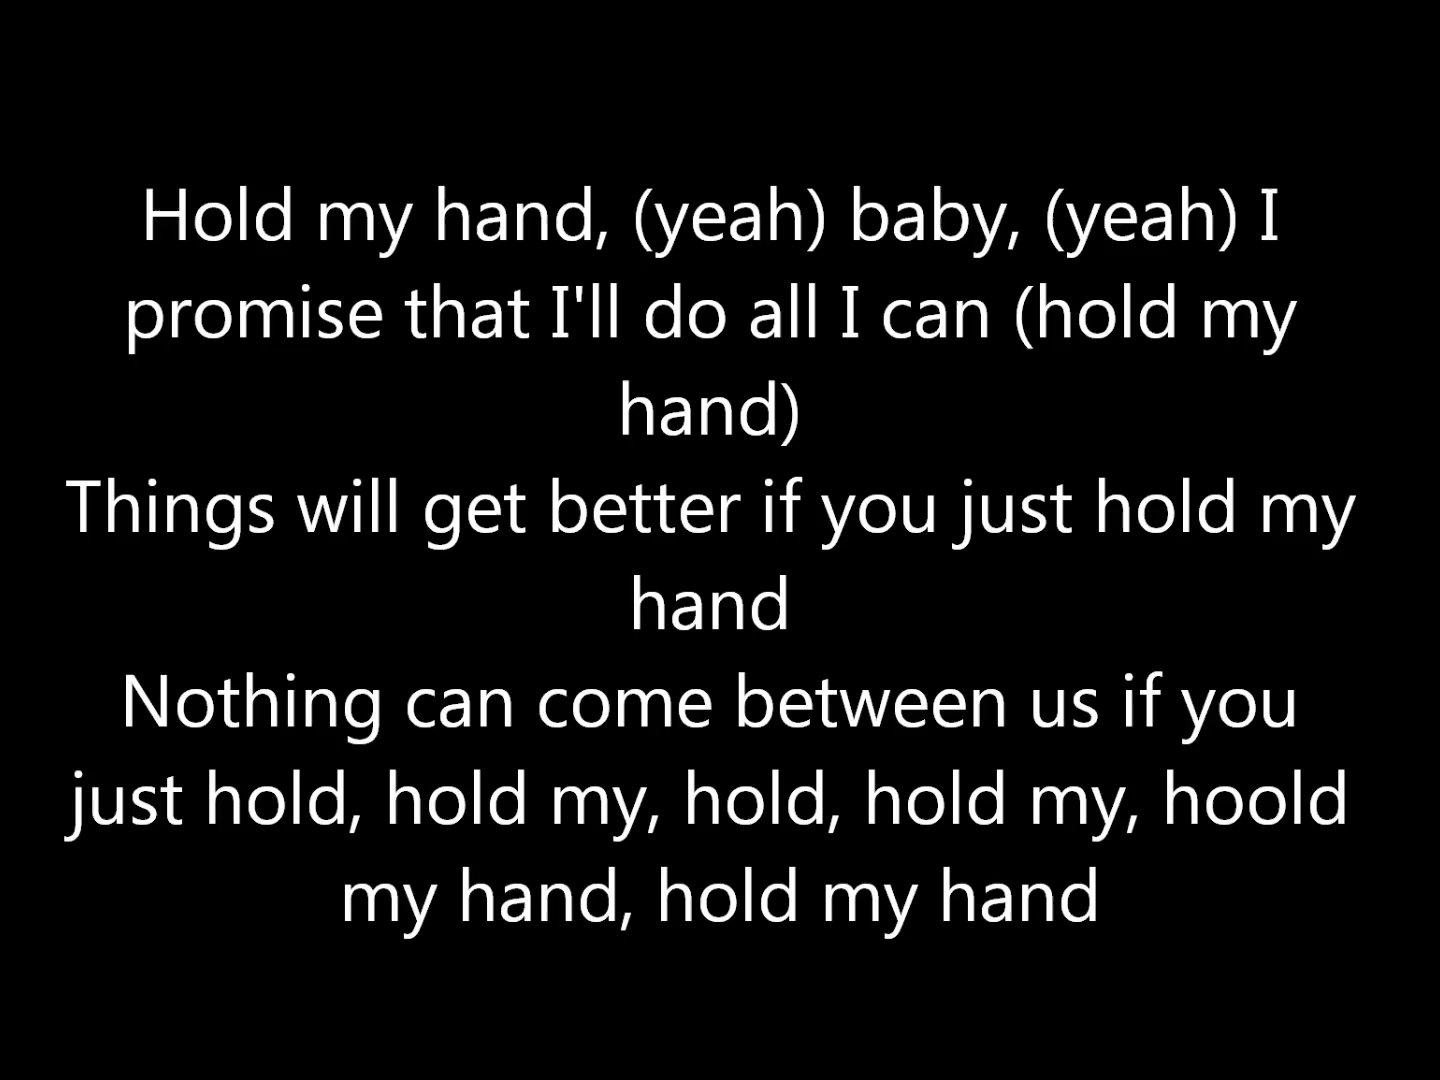 Hold my hand, (yeah) baby, (yeah) I
promise that I'll do all I can (hold my
hand)
Things will get better if you just hold my
hand
Nothing can come between us if you
just hold, hold my, hold, hold my, hoold
my hand, hold my hand